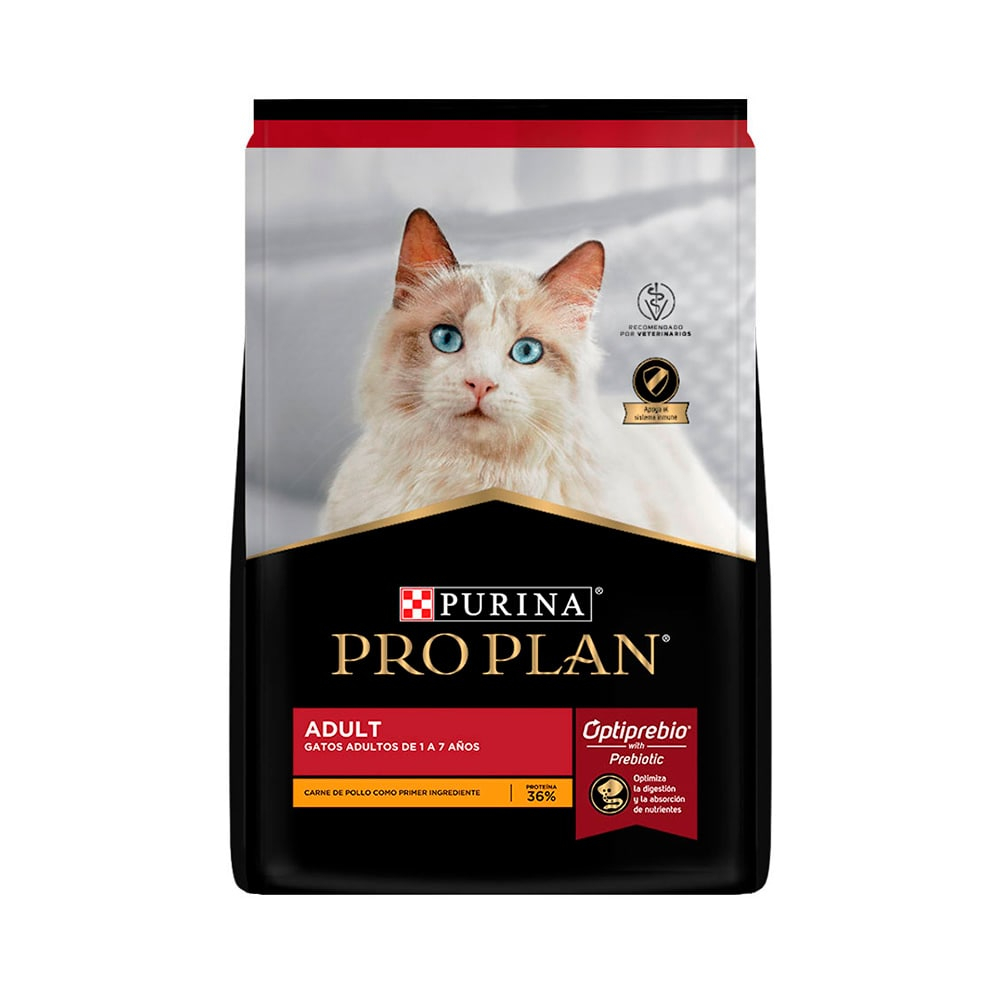 RECOMENDADO
POR VETERINARIOS
Apoya el
sistema inmune
PURINA®
PRO PLAN®
ADULT
GATOS ADULTOS DE 1 A 7 AÑOS
CARNE DE POLLO COMO PRIMER INGREDIENTE
PROTEÍNA
36%
Optiprebio®
with
Prebiotic
Optimiza
la digestión
y la absorción
de nutrientes